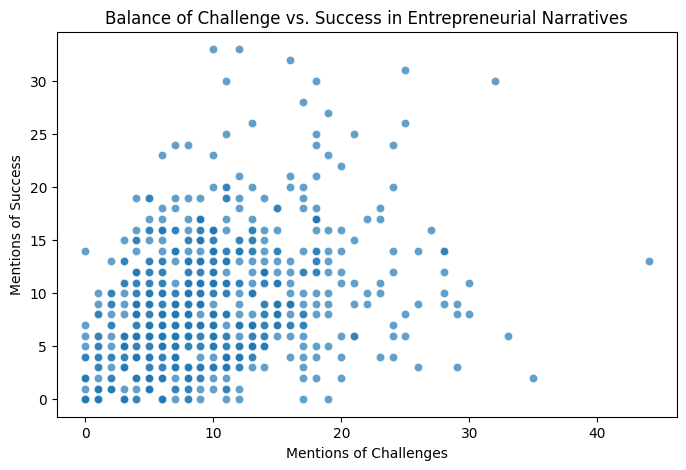 Balance of Challenge vs. Success in Entrepreneurial Narratives
Mentions of Success
30
25
20
15
10
5
0
0 10 20 30 40
Mentions of Challenges